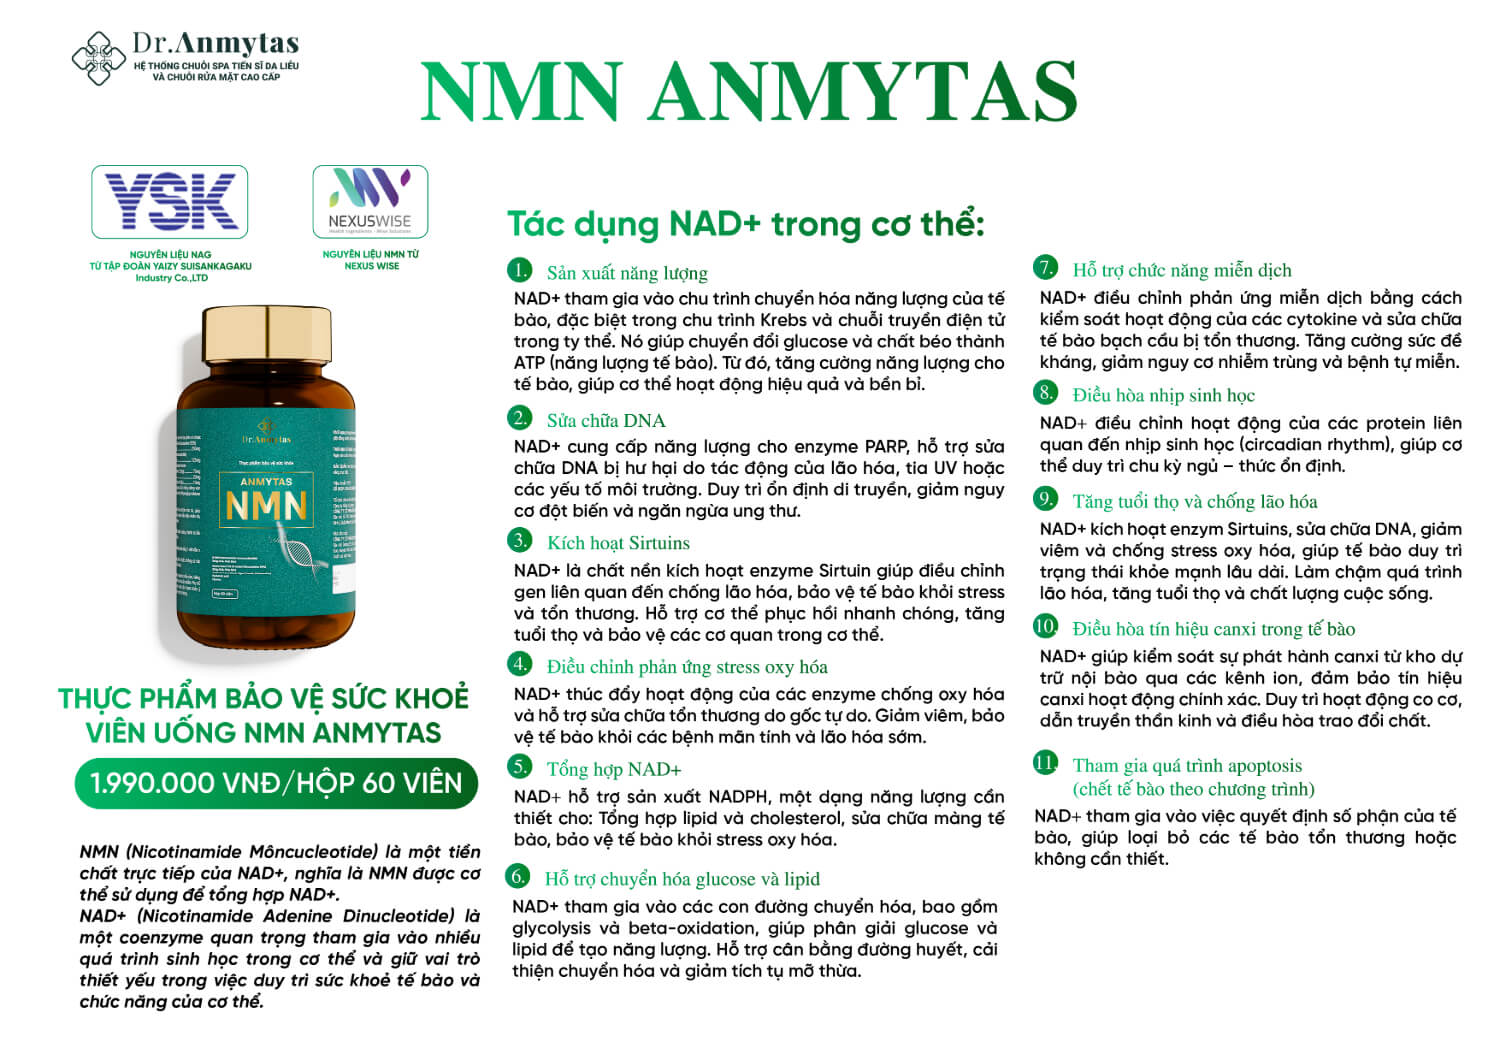 Dr.Anmytas
HỆ THỐNG CHUỖI SPA TIẾN SĨ DA LIỄU
VÀ CHUỖI RỬA MẶT CAO CẤP
NMN ANMYTAS
YSK
NGUYÊN LIỆU NAG
TỪ TẬP ĐOÀN YAIZY SUISANKAGAKU
Industry Co.,LTD
NEXUSWISE
NGUYÊN LIỆU NMN TỪ
NEXUS WISE
Dr.Anmytas
Thực phẩm bảo vệ sức khỏe
ANMYTAS
NMN
THỰC PHẨM BẢO VỆ SỨC KHOẺ
VIÊN UỐNG NMN ANMYTAS
1.990.000 VNĐ/HỘP 60 VIÊN
NMN (Nicotinamide Môncucleotide) là một tiền
chất trực tiếp của NAD+, nghĩa là NMN được cơ
thể sử dụng để tổng hợp NAD+.
NAD+ (Nicotinamide Adenine Dinucleotide) là
một coenzyme quan trọng tham gia vào nhiều
quá trình sinh học trong cơ thể và giữ vai trò
thiết yếu trong việc duy trì sức khoẻ tế bào và
chức năng của cơ thể.
Tác dụng NAD+ trong cơ thể:
1. Sản xuất năng lượng
NAD+ tham gia vào chu trình chuyển hóa năng lượng của tế
bào, đặc biệt trong chu trình Krebs và chuỗi truyền điện tử
trong ty thể. Nó giúp chuyển đổi glucose và chất béo thành
ATP (năng lượng tế bào). Từ đó, tăng cường năng lượng cho
tế bào, giúp cơ thể hoạt động hiệu quả và bền bỉ.
2. Sửa chữa DNA
NAD+ cung cấp năng lượng cho enzyme PARP, hỗ trợ sửa
chữa DNA bị hư hại do tác động của lão hóa, tia UV hoặc
các yếu tố môi trường. Duy trì ổn định di truyền, giảm nguy
cơ đột biến và ngăn ngừa ung thư.
3. Kích hoạt Sirtuins
NAD+ là chất nền kích hoạt enzyme Sirtuin giúp điều chỉnh
gen liên quan đến chống lão hóa, bảo vệ tế bào khỏi stress
và tổn thương. Hỗ trợ cơ thể phục hồi nhanh chóng, tăng
tuổi thọ và bảo vệ các cơ quan trong cơ thể.
4. Điều chỉnh phản ứng stress oxy hóa
NAD+ thúc đẩy hoạt động của các enzyme chống oxy hóa
và hỗ trợ sửa chữa tổn thương do gốc tự do. Giảm viêm, bảo
vệ tế bào khỏi các bệnh mãn tính và lão hóa sớm.
5. Tổng hợp NAD+
NAD+ hỗ trợ sản xuất NADPH, một dạng năng lượng cần
thiết cho: Tổng hợp lipid và cholesterol, sửa chữa màng tế
bào, bảo vệ tế bào khỏi stress oxy hóa.
6. Hỗ trợ chuyển hóa glucose và lipid
NAD+ tham gia vào các con đường chuyển hóa, bao gồm
glycolysis và beta-oxidation, giúp phân giải glucose và
lipid để tạo năng lượng. Hỗ trợ cân bằng đường huyết, cải
thiện chuyển hóa và giảm tích tụ mỡ thừa.
7. Hỗ trợ chức năng miễn dịch
NAD+ điều chỉnh phản ứng miễn dịch bằng cách
kiểm soát hoạt động của các cytokine và sửa chữa
tế bào bạch cầu bị tổn thương. Tăng cường sức đề
kháng, giảm nguy cơ nhiễm trùng và bệnh tự miễn.
8. Điều hòa nhịp sinh học
NAD+ điều chỉnh hoạt động của các protein liên
quan đến nhịp sinh học (circadian rhythm), giúp cơ
thể duy trì chu kỳ ngủ – thức ổn định.
9. Tăng tuổi thọ và chống lão hóa
NAD+ kích hoạt enzym Sirtuins, sửa chữa DNA, giảm
viêm và chống stress oxy hóa, giúp tế bào duy trì
trạng thái khỏe mạnh lâu dài. Làm chậm quá trình
lão hóa, tăng tuổi thọ và chất lượng cuộc sống.
10. Điều hòa tín hiệu canxi trong tế bào
NAD+ giúp kiểm soát sự phát hành canxi từ kho dự
trữ nội bào qua các kênh ion, đảm bảo tín hiệu
canxi hoạt động chính xác. Duy trì hoạt động co cơ,
dẫn truyền thần kinh và điều hòa trao đổi chất.
11. Tham gia quá trình apoptosis
(chết tế bào theo chương trình)
NAD+ tham gia vào việc quyết định số phận của tế
bào, giúp loại bỏ các tế bào tổn thương hoặc
không cần thiết.